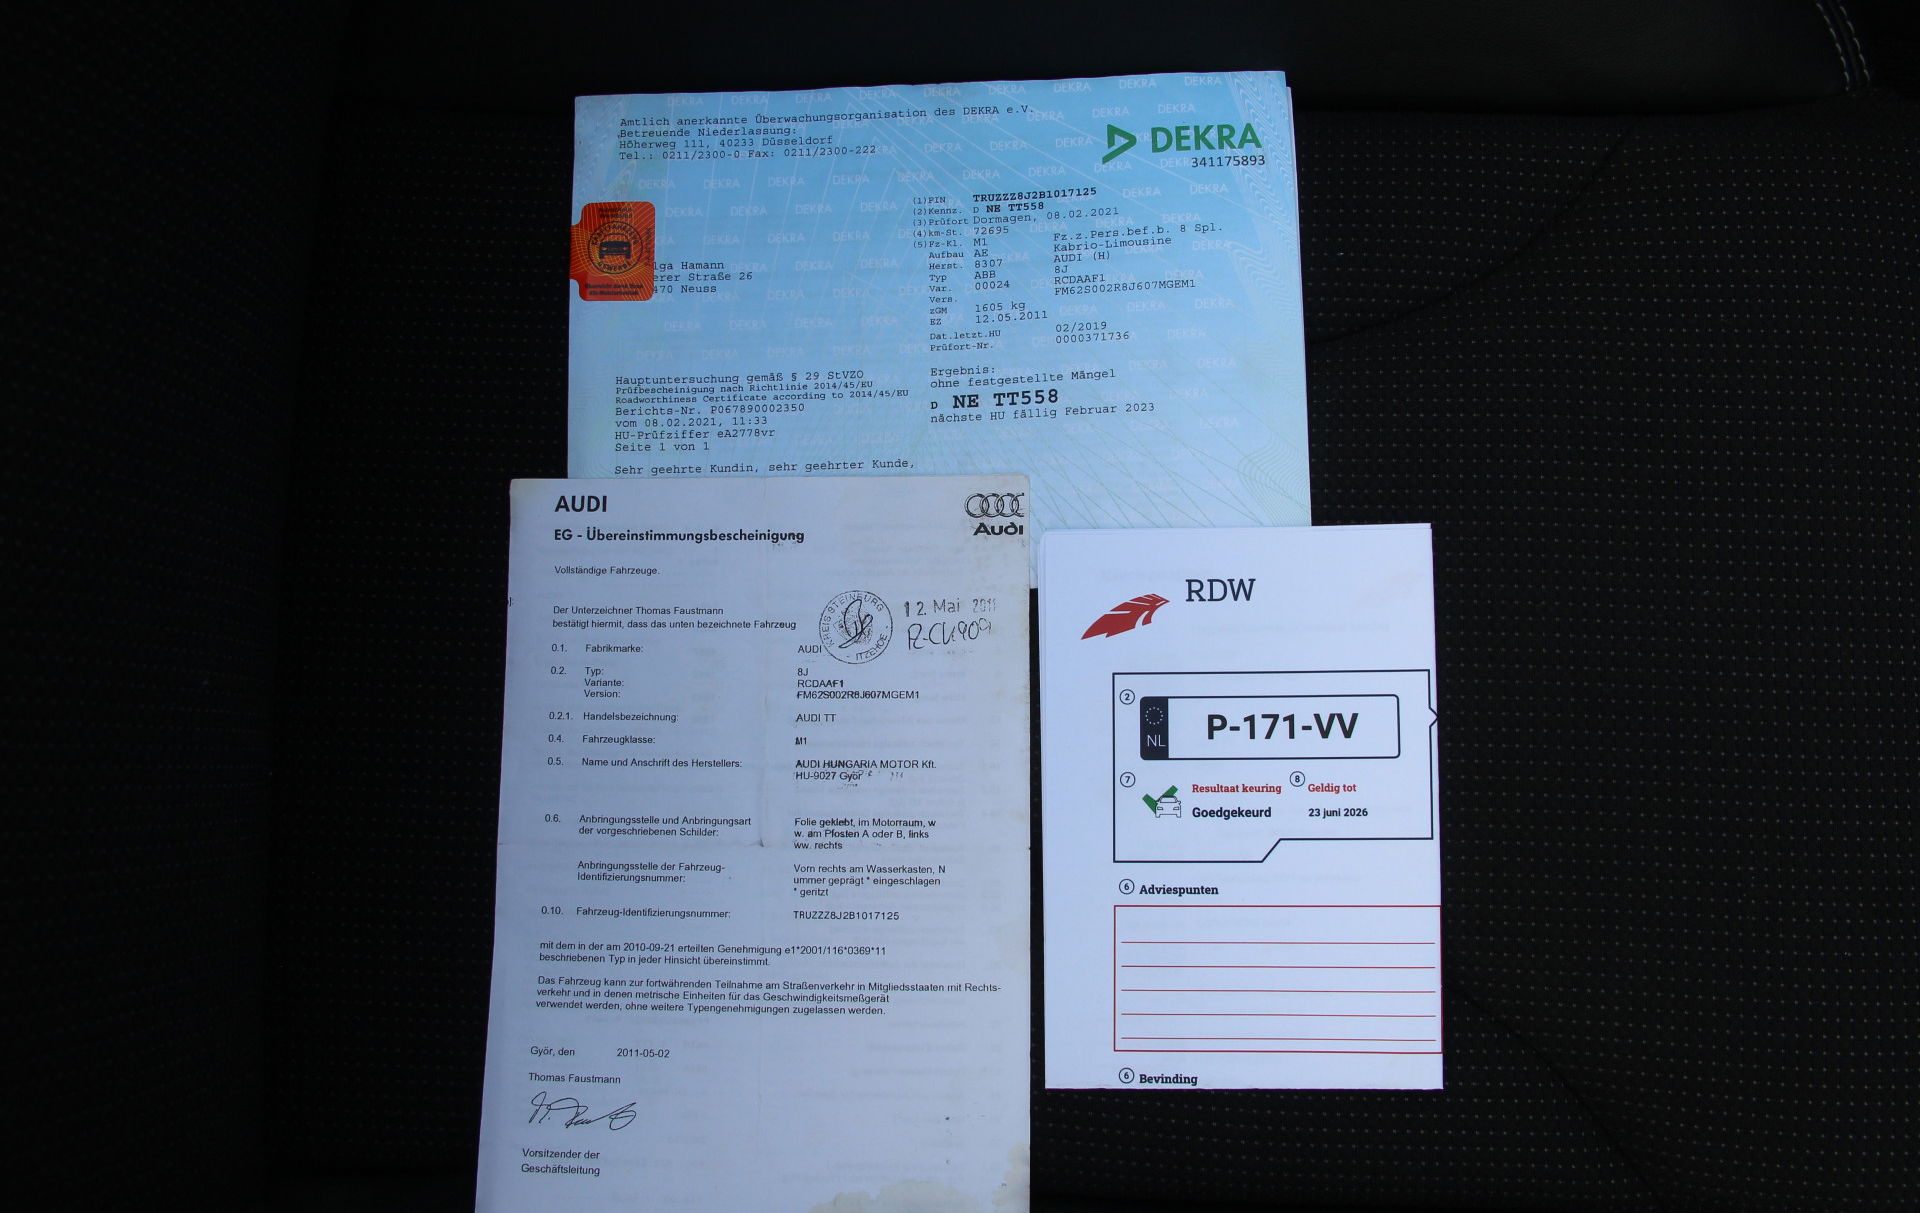 Amtlich anerkannte Überwachungsorganisation des DEKRA e.V.
Betreuende Niederlassung:
Höherweg 111, 40233 Düsseldorf
Tel.: 0211/2300-0 Fax: 0211/2300-222
DEKRA
341175893
(1) PIN TRUZZZ8J2B1017125
(2) Kennz. D NE TT558
(3) Prüfort Dormagen, 08.02.2021
(4) km-St. 72695
(5) Fz-Kl. M1 Fz.z.Pers.bef.b. 8 Spl.
Aufbau AE Kabrio-Limousine
Herst. 8307 AUDI (H)
Typ ABB 8J
Var. 00024 RCDAAF1
Vers. FM62S002R8J607MGEM1
zGM 1605 kg
EZ 12.05.2011
Dat.letzt.HU 02/2019
Prüfort-Nr. 0000371736
lga Hamann
erer Straße 26
470 Neuss
Hauptuntersuchung gemäß § 29 StVZO
Prüfbescheinigung nach Richtlinie 2014/45/EU
Roadworthiness Certificate according to 2014/45/EU
Berichts-Nr. P067890002350
vom 08.02.2021, 11:33
HU-Prüfziffer eA2778vr
Seite 1 von 1
Ergebnis:
ohne festgestellte Mängel
D NE TT558
nächste HU fällig Februar 2023
Sehr geehrte Kundin, sehr geehrter Kunde,
AUDI
Audi
EG - Übereinstimmungsbescheinigung
Vollständige Fahrzeuge.
Der Unterzeichner Thomas Faustmann
bestätigt hiermit, dass das unten bezeichnete Fahrzeug
KREIS STEINBURG
ITZEHOE
12. Mai 2011
0.1. Fabrikmarke: AUDI
0.2. Typ: 8J
Variante: RCDAAF1
Version: FM62S002R8J607MGEM1
0.2.1. Handelsbezeichnung: AUDI TT
0.4. Fahrzeugklasse: M1
0.5. Name und Anschrift des Herstellers: AUDI HUNGARIA MOTOR Kft.
HU-9027 Györ
0.6. Anbringungsstelle und Anbringungsart Folie geklebt, im Motorraum, w
der vorgeschriebenen Schilder: w. am Pfosten A oder B, links
ww. rechts
Anbringungsstelle der Fahrzeug- Vorn rechts am Wasserkasten, N
Identifizierungsnummer: ummer geprägt * eingeschlagen
* geritzt
0.10. Fahrzeug-Identifizierungsnummer: TRUZZZ8J2B1017125
mit dem in der am 2010-09-21 erteilten Genehmigung e1*2001/116*0369*11
beschriebenen Typ in jeder Hinsicht übereinstimmt.
Das Fahrzeug kann zur fortwährenden Teilnahme am Straßenverkehr in Mitgliedsstaaten mit Rechts-
verkehr und in denen metrische Einheiten für das Geschwindigkeitsmeßgerät
verwendet werden, ohne weitere Typengenehmigungen zugelassen werden.
Györ, den 2011-05-02
Thomas Faustmann
Vorsitzender der
Geschäftsleitung
RDW
2
NL P-171-VV
7 Resultaat keuring 8 Geldig tot
Goedgekeurd 23 juni 2026
6 Adviespunten
6 Bevinding